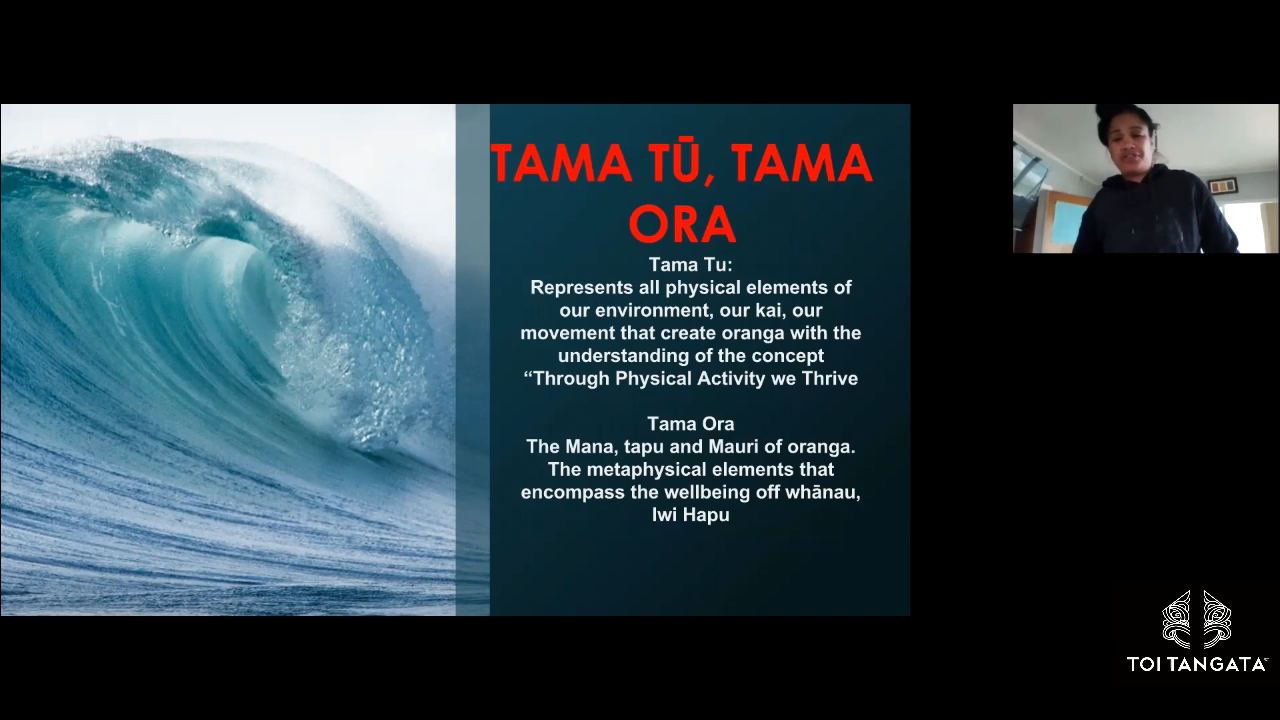 TAMA TŪ, TAMA
ORA
Tama Tu:
Represents all physical elements of
our environment, our kai, our
movement that create oranga with the
understanding of the concept
“Through Physical Activity we Thrive
Tama Ora
The Mana, tapu and Mauri of oranga.
The metaphysical elements that
encompass the wellbeing off whānau,
Iwi Hapu
TOI TANGATA